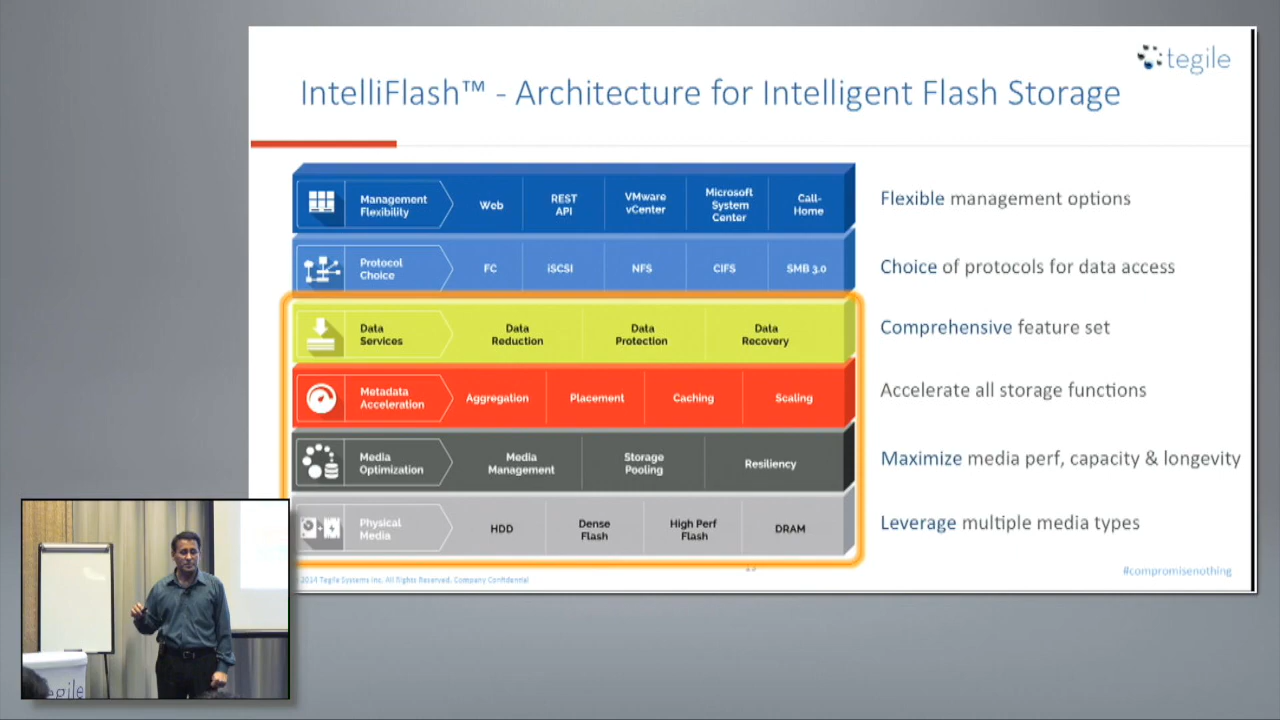 tegile
IntelliFlash™ - Architecture for Intelligent Flash Storage
Management
Flexibility
Web
REST
API
VMware
vCenter
Microsoft
System
Center
Call-
Home
Flexible management options
Protocol
Choice
FC
iSCSI
NFS
CIFS
SMB 3.0
Choice of protocols for data access
Data
Services
Data
Reduction
Data
Protection
Data
Recovery
Comprehensive feature set
Metadata
Acceleration
Aggregation
Placement
Caching
Scaling
Accelerate all storage functions
Media
Optimization
Media
Management
Storage
Pooling
Resiliency
Maximize media perf, capacity & longevity
Physical
Media
HDD
Dense
Flash
High Perf
Flash
DRAM
Leverage multiple media types
2014 Tegile Systems Inc. All Rights Reserved. Company Confidential
#compromisenothing
tegile